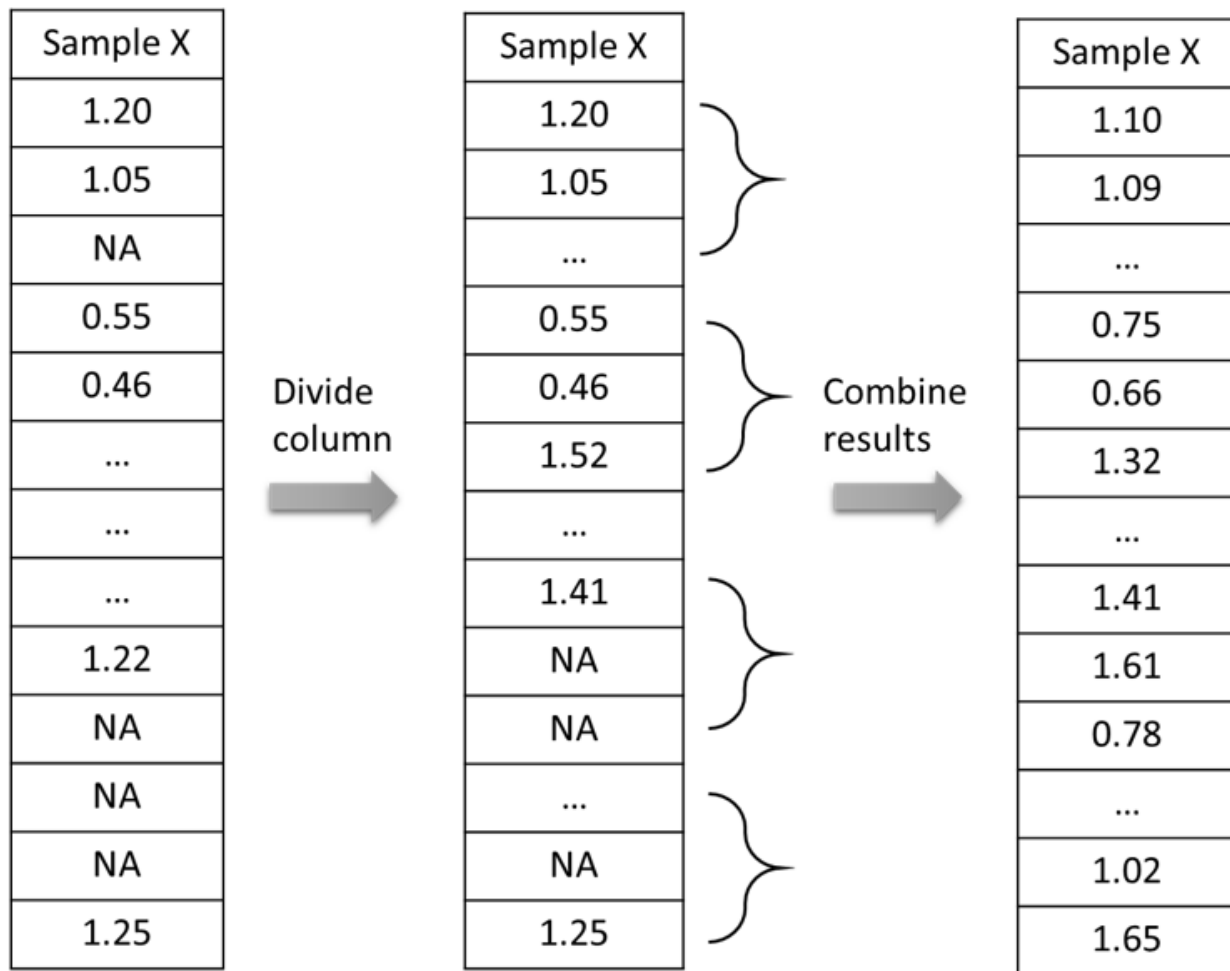 Sample X
1.20
1.05
NA
0.55
0.46
...
...
...
1.22
NA
NA
NA
1.25
Divide
column
Sample X
1.20
1.05
...
0.55
0.46
1.52
...
1.41
NA
NA
...
NA
1.25
Combine
results
Sample X
1.10
1.09
...
0.75
0.66
1.32
...
1.41
1.61
0.78
...
1.02
1.65